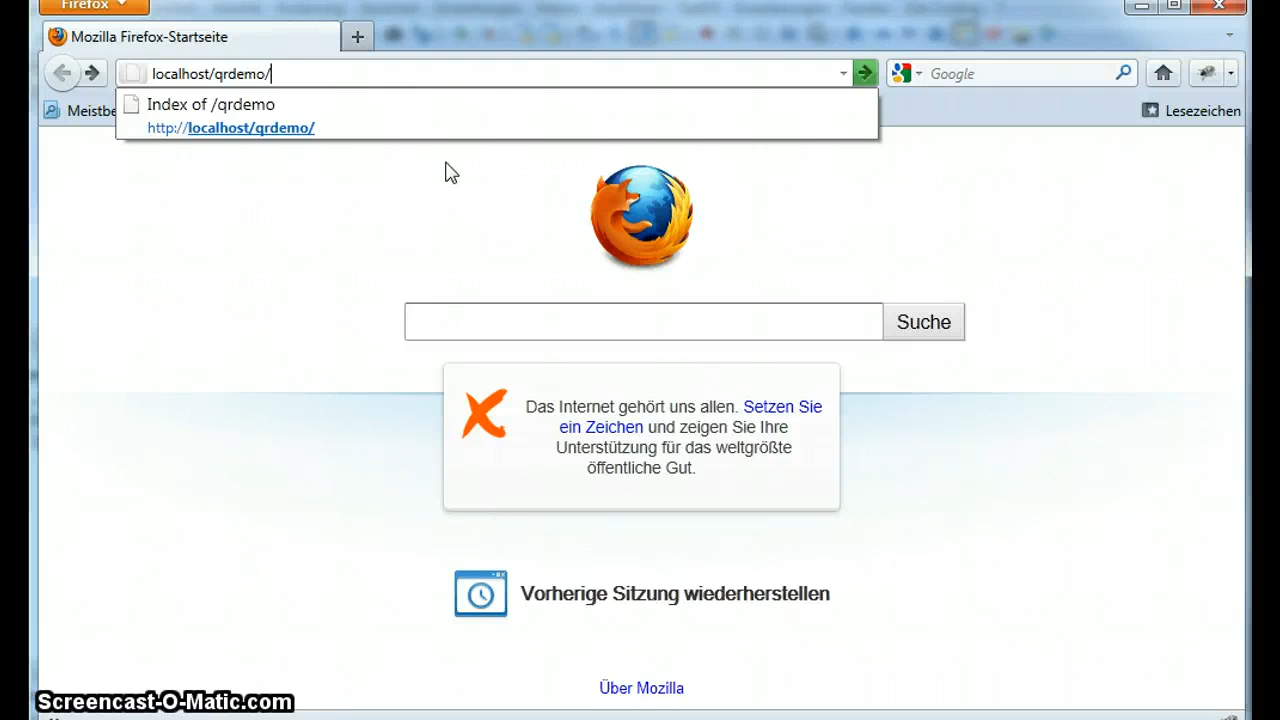 Firefox
Mozilla Firefox-Startseite
localhost/qrdemo/
Google
Index of /qrdemo
http://localhost/qrdemo/
Meistbe
Lesezeichen
Suche
Das Internet gehört uns allen. Setzen Sie
ein Zeichen und zeigen Sie Ihre
Unterstützung für das weltgrößte
öffentliche Gut.
Vorherige Sitzung wiederherstellen
Über Mozilla
Screencast-O-Matic.com